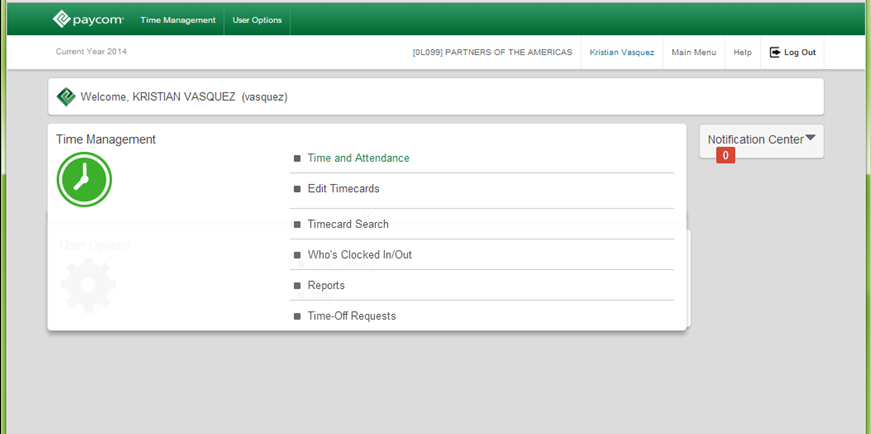 paycom Time Management User Options
Current Year 2014 [0L099] PARTNERS OF THE AMERICAS Kristian Vasquez Main Menu Help Log Out
Welcome, KRISTIAN VASQUEZ (vasquez)
Time Management
Time and Attendance
Edit Timecards
Timecard Search
Who's Clocked In/Out
Reports
Time-Off Requests
User Options
Notification Center
0